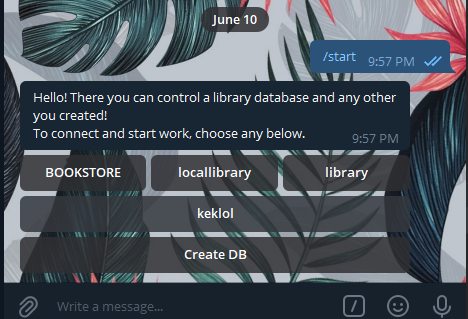 June 10
/start 9:57 PM
Hello! There you can control a library database and any other
you created!
To connect and start work, choose any below.
9:57 PM
BOOKSTORE locallibrary library
keklol
Create DB
Write a message...